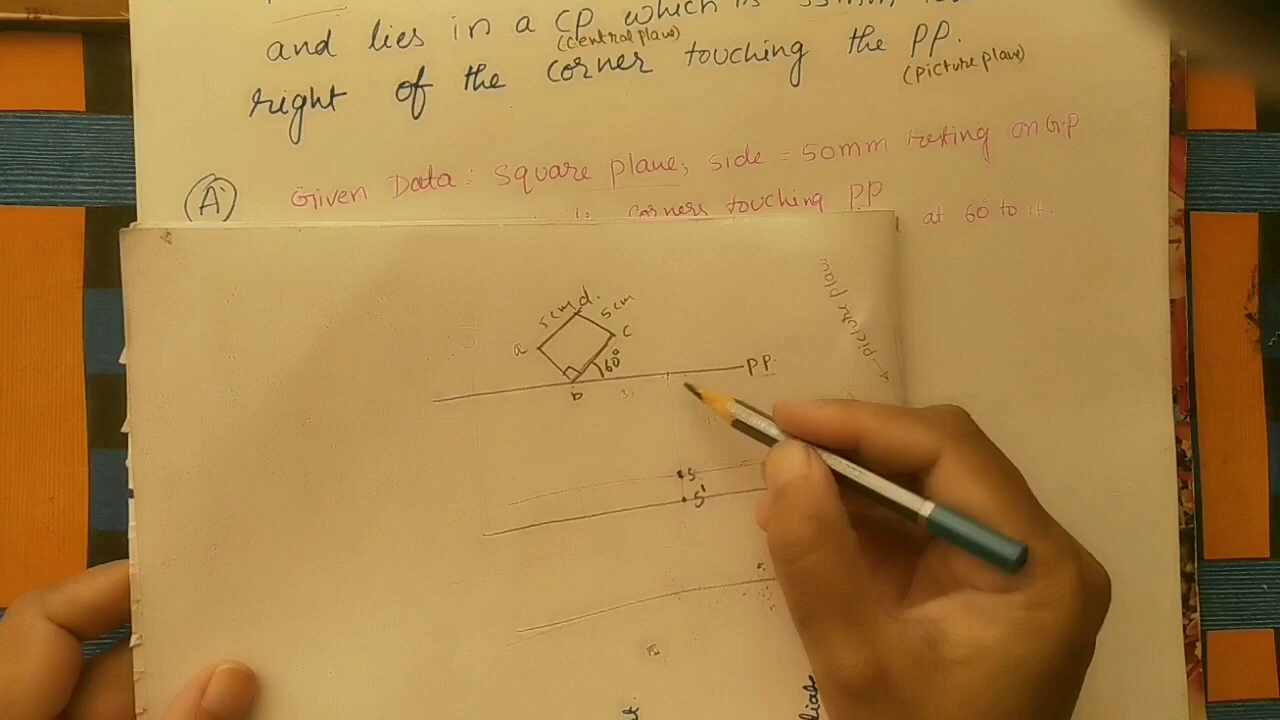 and lies in a CP which is 35mm,
(central plane)
right of the corner touching the PP.
(picture plane)
A) Given Data: Square plane; side = 50mm resting on G.P
corners touching PP at 60° to it.
5cm d. 5cm
a c
60°
b PP.
← picture plane
S
S'